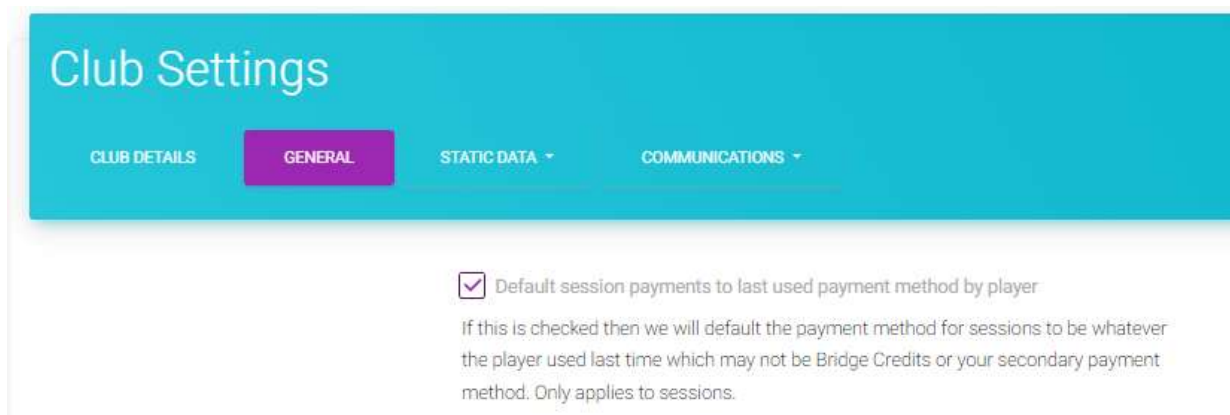 Club Settings
CLUB DETAILS GENERAL STATIC DATA COMMUNICATIONS
Default session payments to last used payment method by player
If this is checked then we will default the payment method for sessions to be whatever
the player used last time which may not be Bridge Credits or your secondary payment
method. Only applies to sessions.